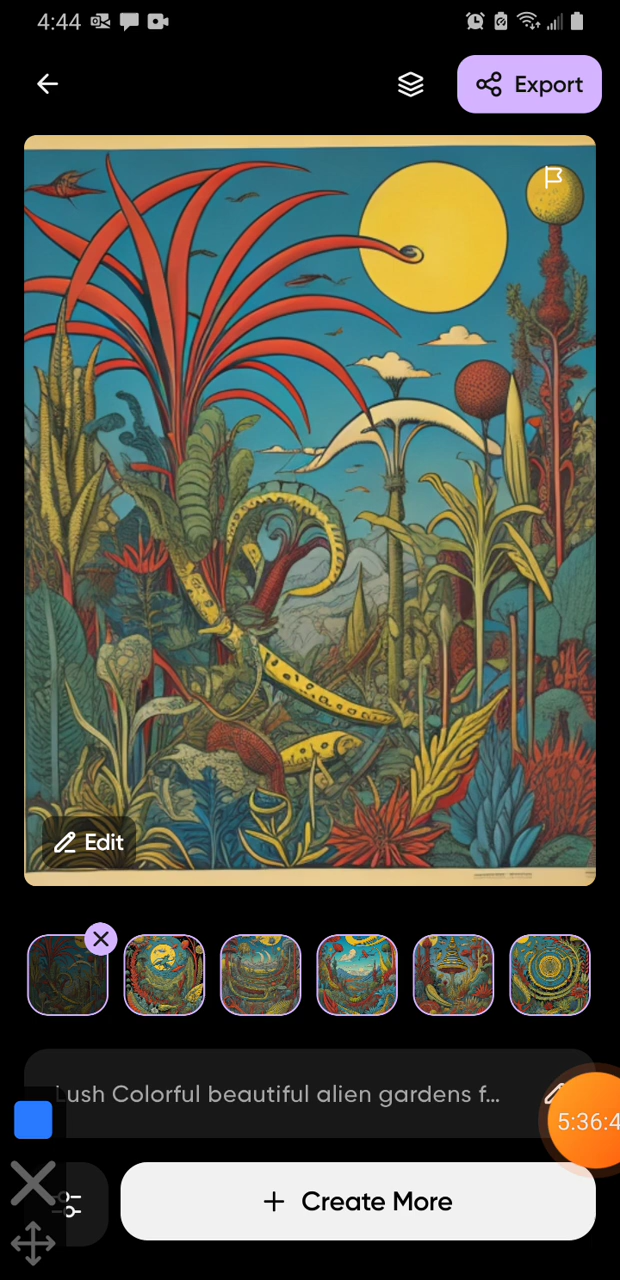 4:44
Export
Edit
Lush Colorful beautiful alien gardens f...
5:36:4
+ Create More